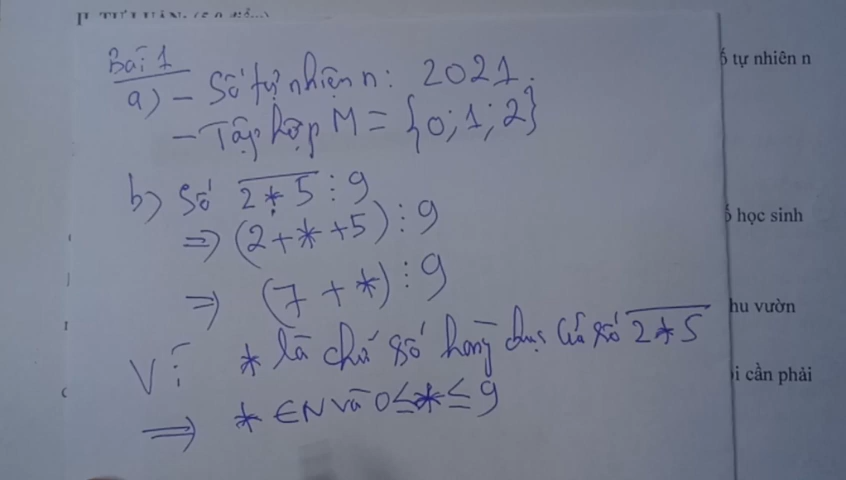 Bài 1
a) - Số tự nhiên n: 2021.
- Tập hợp M = {0; 1; 2}
ố tự nhiên n
b) Số 2*5 ⋮ 9
=> (2 + * + 5) ⋮ 9
ố học sinh
=> (7 + *) ⋮ 9
hu vườn
Vì * là chữ số hàng chục của số 2*5
i cần phải
=> * ∈ N và 0 ≤ * ≤ 9